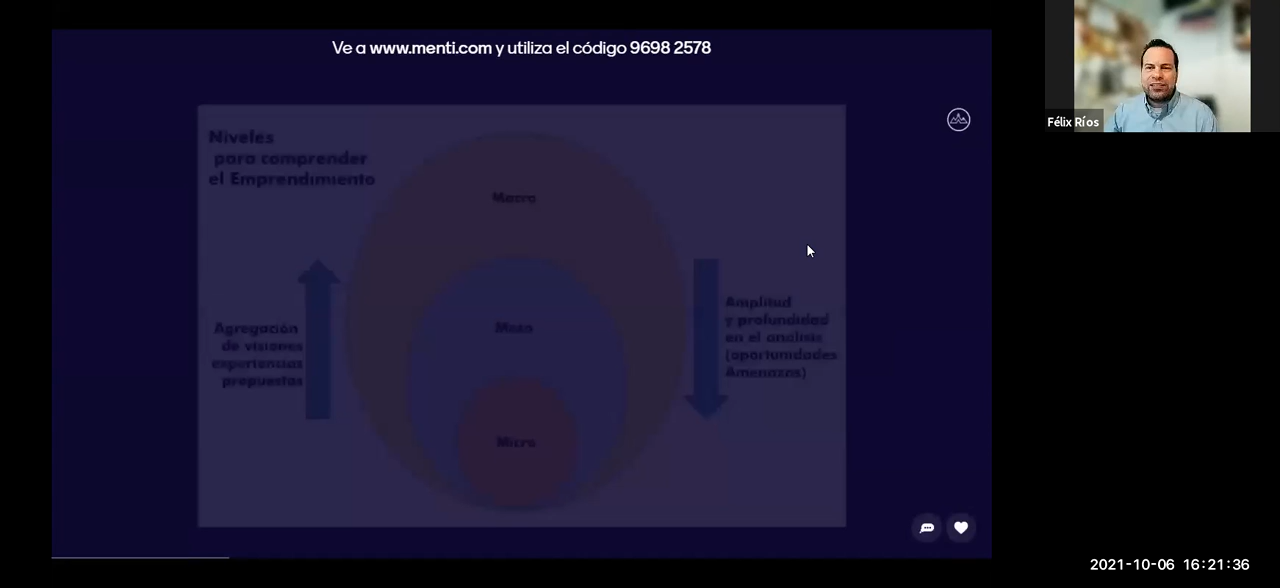 Ve a www.menti.com y utiliza el código 9698 2578
Niveles
para comprender
el Emprendimiento
Macro
Agregación
de visiones
experiencias
propuestas
Meso
Amplitud
y profundidad
en el análisis
(oportunidades
Amenazas)
Micro
Félix Ríos
2021-10-06 16:21:36